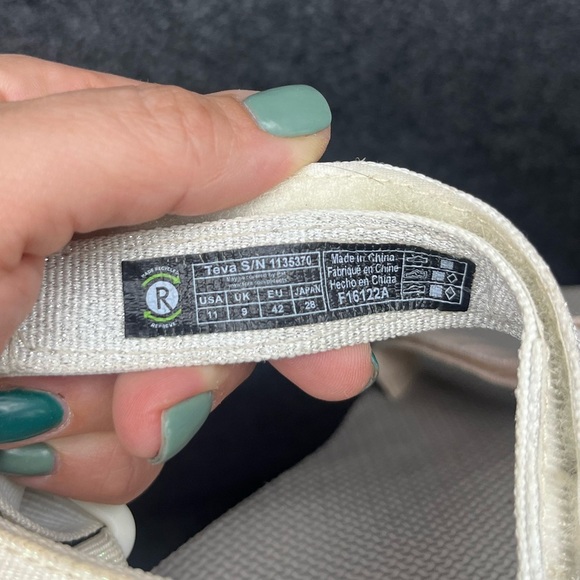 R
Teva S/N 1135370
USA UK EU JAPAN
11 9 42 28
Made in China
Fabriqué en Chine
Hecho en China
F16122A